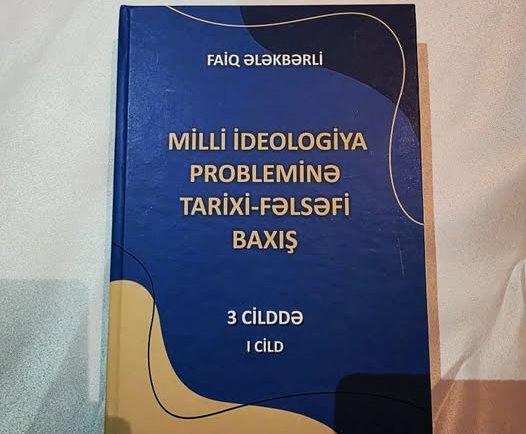 FAİQ ƏLƏKBƏRLİ
MİLLİ İDEOLOGİYA
PROBLEMİNƏ
TARİXİ-FƏLSƏFİ
BAXIŞ
3 CİLDDƏ
I CİLD